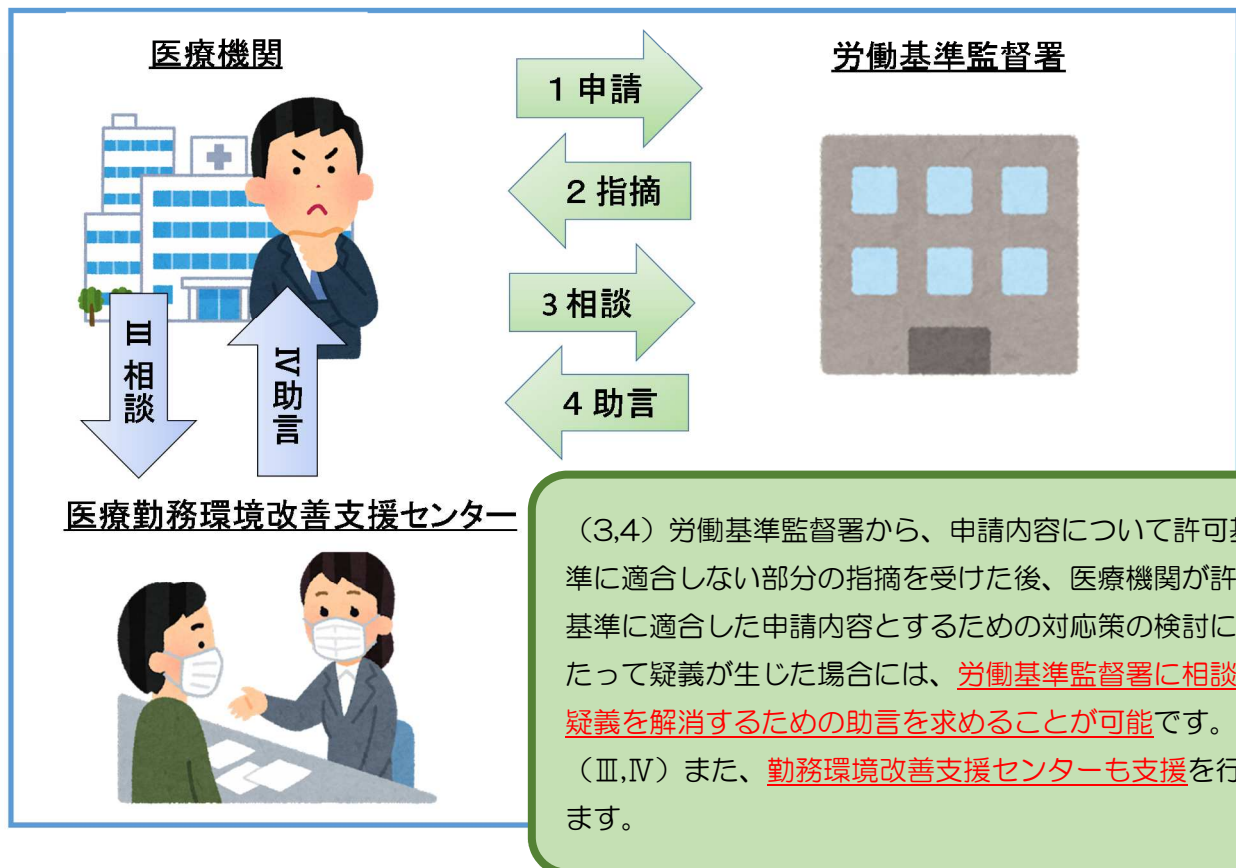 医療機関
労働基準監督署
1 申請
2 指摘
3 相談
4 助言
Ⅲ 相談
Ⅳ 助言
医療勤務環境改善支援センター
（3,4）労働基準監督署から、申請内容について許可基
準に適合しない部分の指摘を受けた後、医療機関が許
基準に適合した申請内容とするための対応策の検討に
たって疑義が生じた場合には、労働基準監督署に相談
疑義を解消するための助言を求めることが可能です。
（Ⅲ,Ⅳ）また、勤務環境改善支援センターも支援を行
ます。